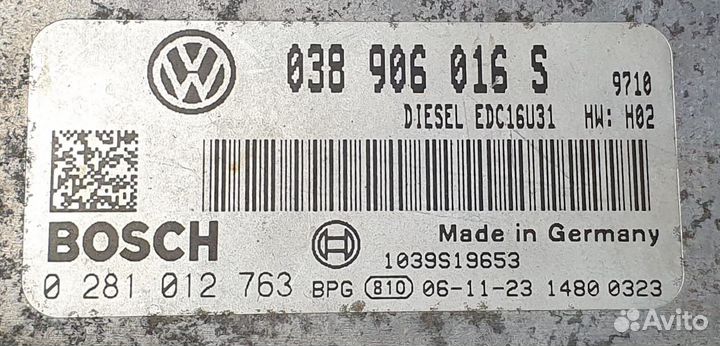 038 906 016 S 9710
DIESEL EDC16U31 HW: H02
BOSCH
Made in Germany
1039S19653
0 281 012 763 BPG 810 06-11-23 1480 0323
Avito